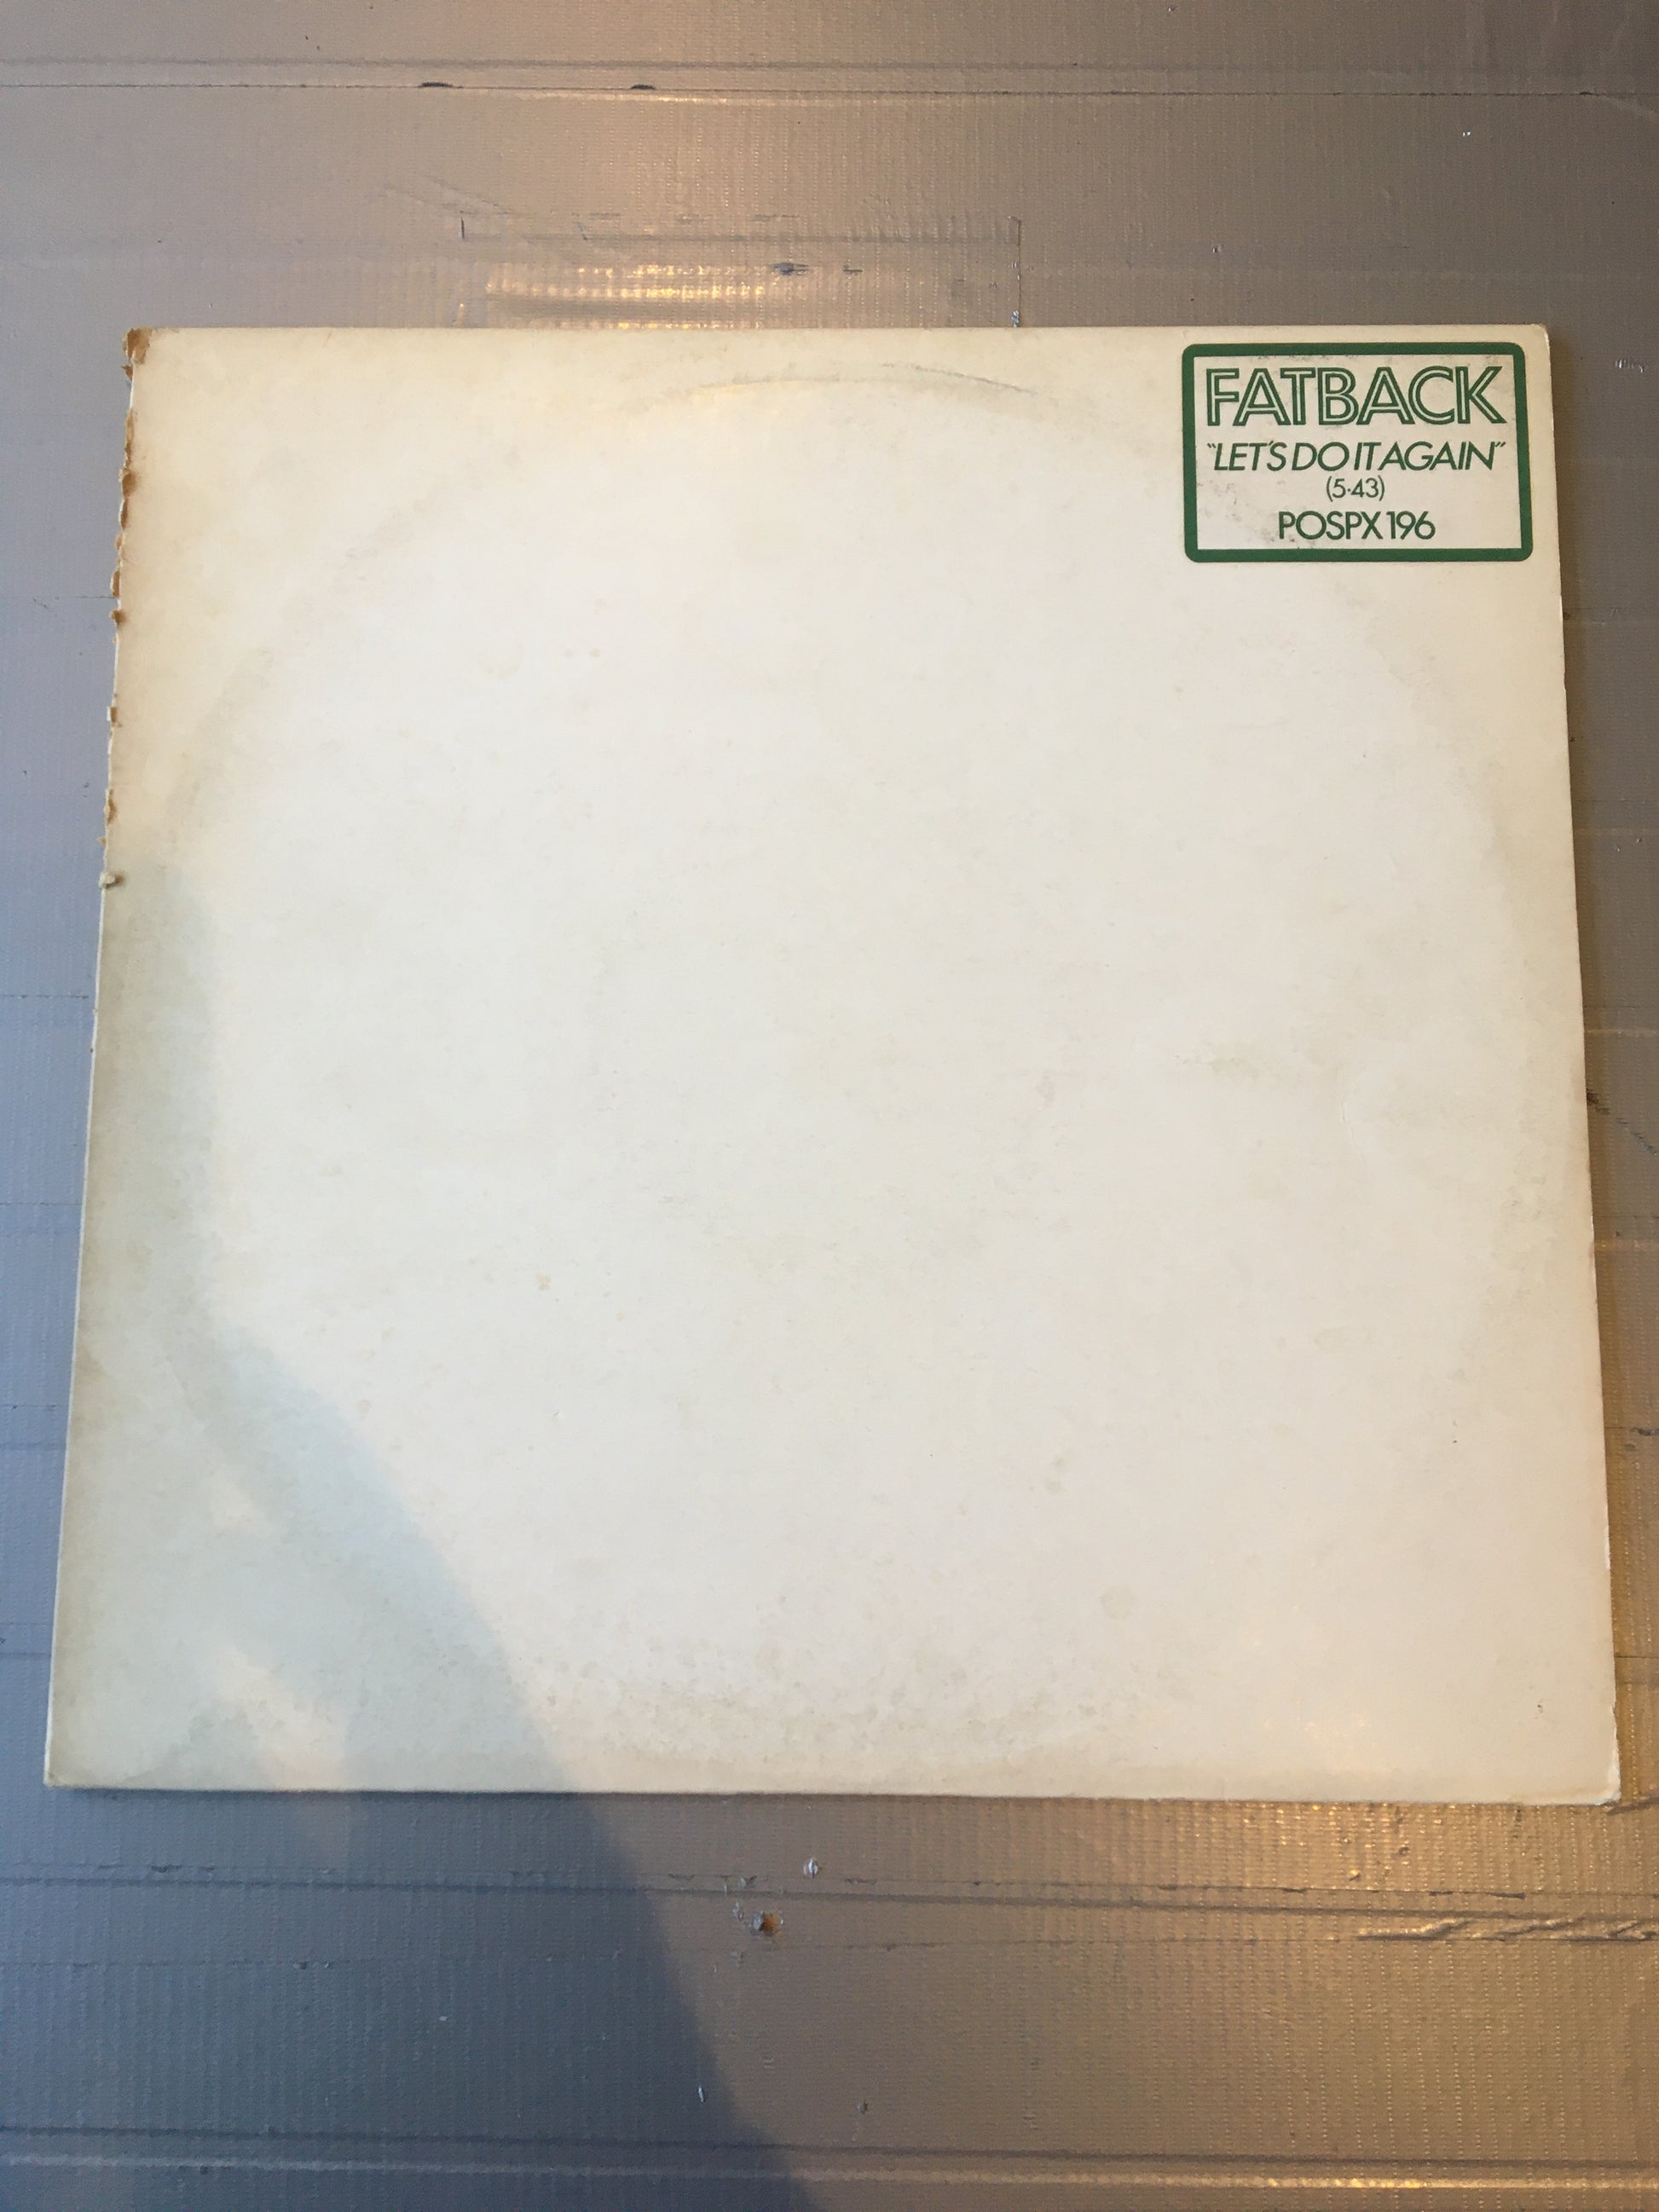 FATBACK
"LET'S DO IT AGAIN"
(5·43)
POSPX 196